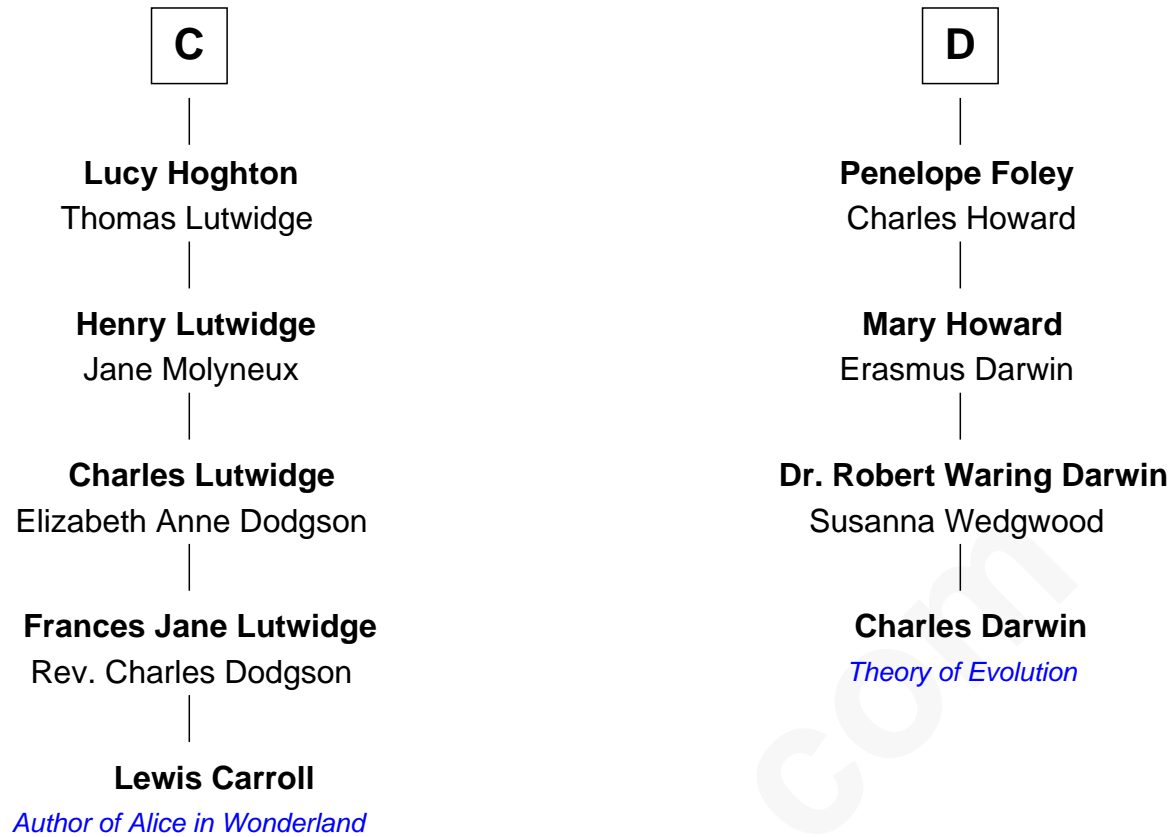 C
Lucy Hoghton
Thomas Lutwidge
Henry Lutwidge
Jane Molyneux
Charles Lutwidge
Elizabeth Anne Dodgson
Frances Jane Lutwidge
Rev. Charles Dodgson
Lewis Carroll
Author of Alice in Wonderland
D
Penelope Foley
Charles Howard
Mary Howard
Erasmus Darwin
Dr. Robert Waring Darwin
Susanna Wedgwood
Charles Darwin
Theory of Evolution
com